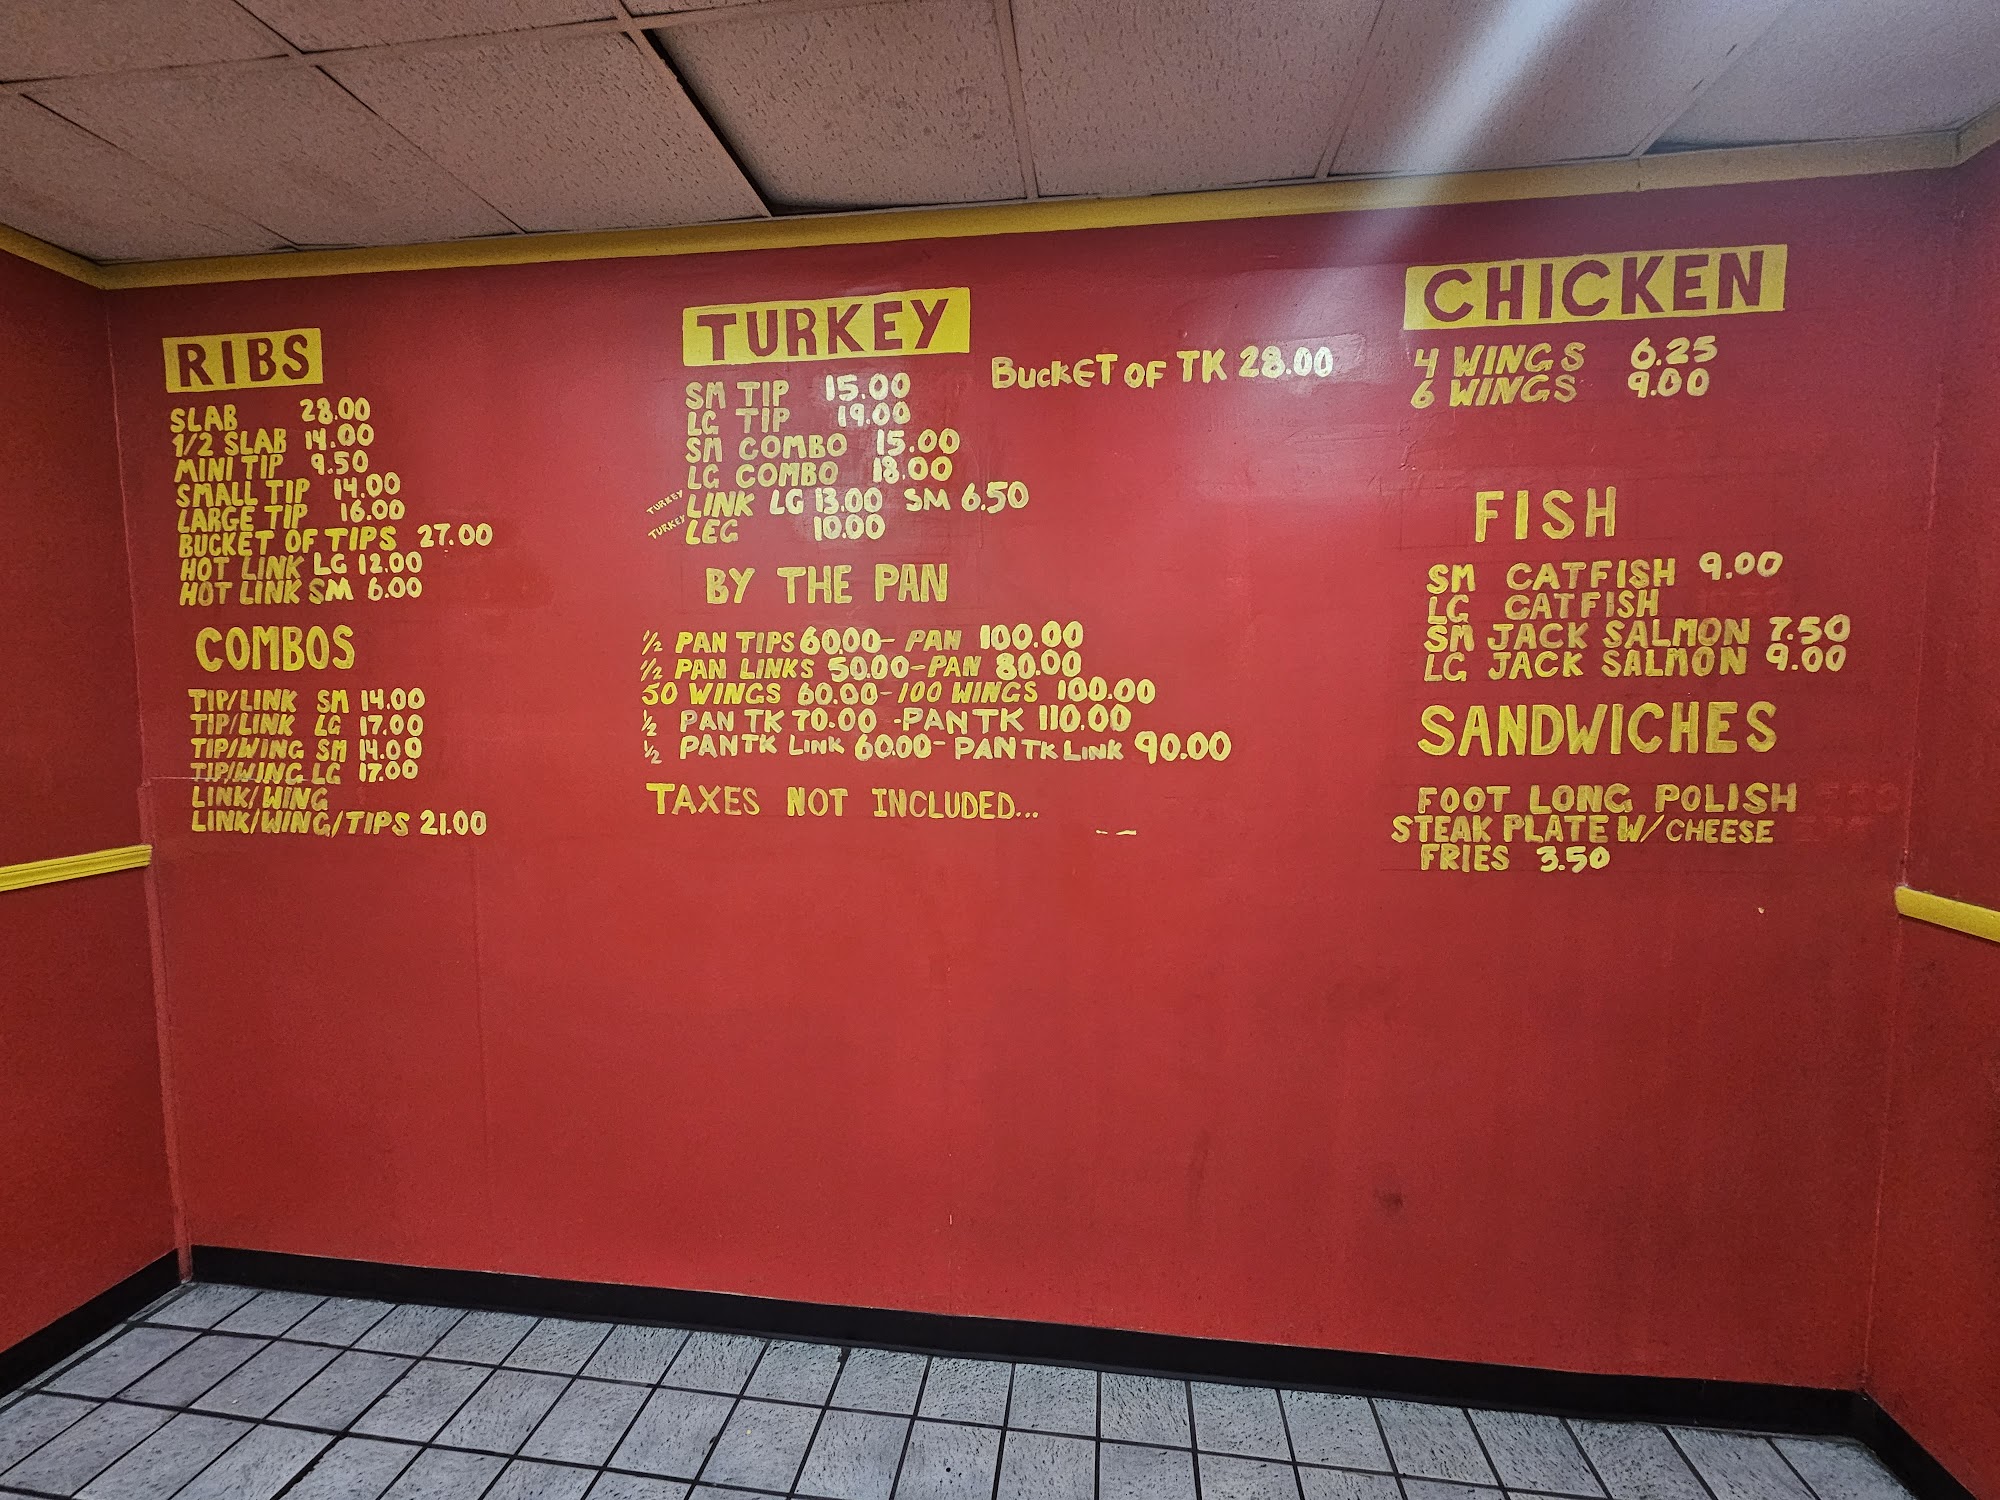 RIBS
SLAB 28.00
1/2 SLAB 14.00
MINI TIP 9.50
SMALL TIP 14.00
LARGE TIP 16.00
BUCKET OF TIPS 27.00
HOT LINK LG 12.00
HOT LINK SM 6.00
COMBOS
TIP/LINK SM 14.00
TIP/LINK LG 17.00
TIP/WING SM 14.00
TIP/WING LG 17.00
LINK/WING
LINK/WING/TIPS 21.00
TURKEY
SM TIP 15.00
LG TIP 19.00
SM COMBO 15.00
LG COMBO 18.00
TURKEY LINK LG 13.00 SM 6.50
TURKEY LEG 10.00
BUCKET OF TK 28.00
BY THE PAN
1/2 PAN TIPS 60.00- PAN 100.00
1/2 PAN LINKS 50.00-PAN 80.00
50 WINGS 60.00-100 WINGS 100.00
1/2 PAN TK 70.00 -PAN TK 110.00
1/2 PAN TK LINK 60.00- PAN TK LINK 90.00
TAXES NOT INCLUDED...
CHICKEN
4 WINGS 6.25
6 WINGS 9.00
FISH
SM CATFISH 9.00
LG CATFISH
SM JACK SALMON 7.50
LG JACK SALMON 9.00
SANDWICHES
FOOT LONG POLISH
STEAK PLATE W/CHEESE
FRIES 3.50